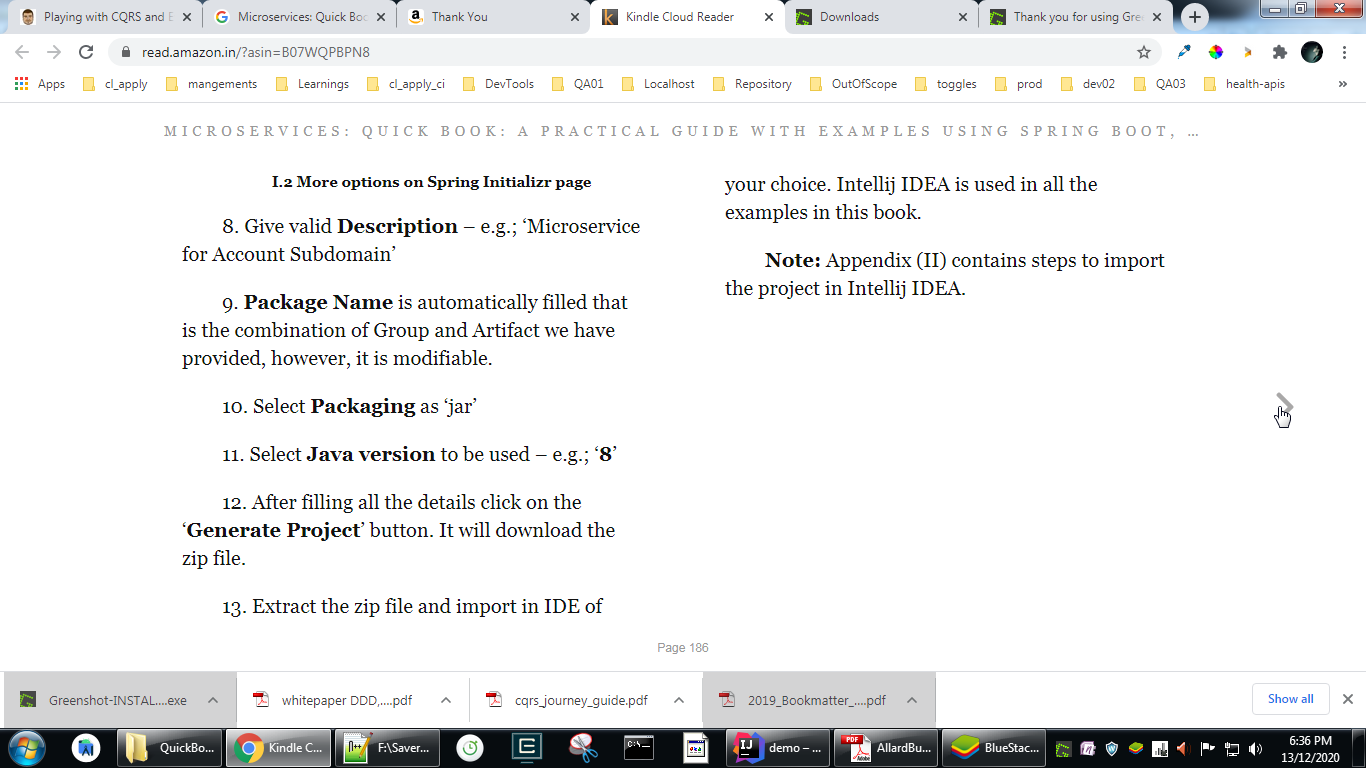 Playing with CQRS and E
Microservices: Quick Boo
Thank You
Kindle Cloud Reader
Downloads
Thank you for using Gre
read.amazon.in/?asin=B07WQPBPN8
Apps
cl_apply
mangements
Learnings
cl_apply_ci
DevTools
QA01
Localhost
Repository
OutOfScope
toggles
prod
dev02
QA03
health-apis
»
MICROSERVICES: QUICK BOOK: A PRACTICAL GUIDE WITH EXAMPLES USING SPRING BOOT, ...
I.2 More options on Spring Initializr page
8. Give valid Description – e.g.; ‘Microservice
for Account Subdomain’
9. Package Name is automatically filled that
is the combination of Group and Artifact we have
provided, however, it is modifiable.
10. Select Packaging as ‘jar’
11. Select Java version to be used – e.g.; ‘8’
12. After filling all the details click on the
‘Generate Project’ button. It will download the
zip file.
13. Extract the zip file and import in IDE of
your choice. Intellij IDEA is used in all the
examples in this book.
Note: Appendix (II) contains steps to import
the project in Intellij IDEA.
Page 186
Greenshot-INSTAL....exe
whitepaper DDD,....pdf
cqrs_journey_guide.pdf
2019_Bookmatter_....pdf
Show all
QuickBo...
Kindle C...
F:\Saver...
demo – ...
AllardBu...
BlueStac...
6:36 PM
13/12/2020